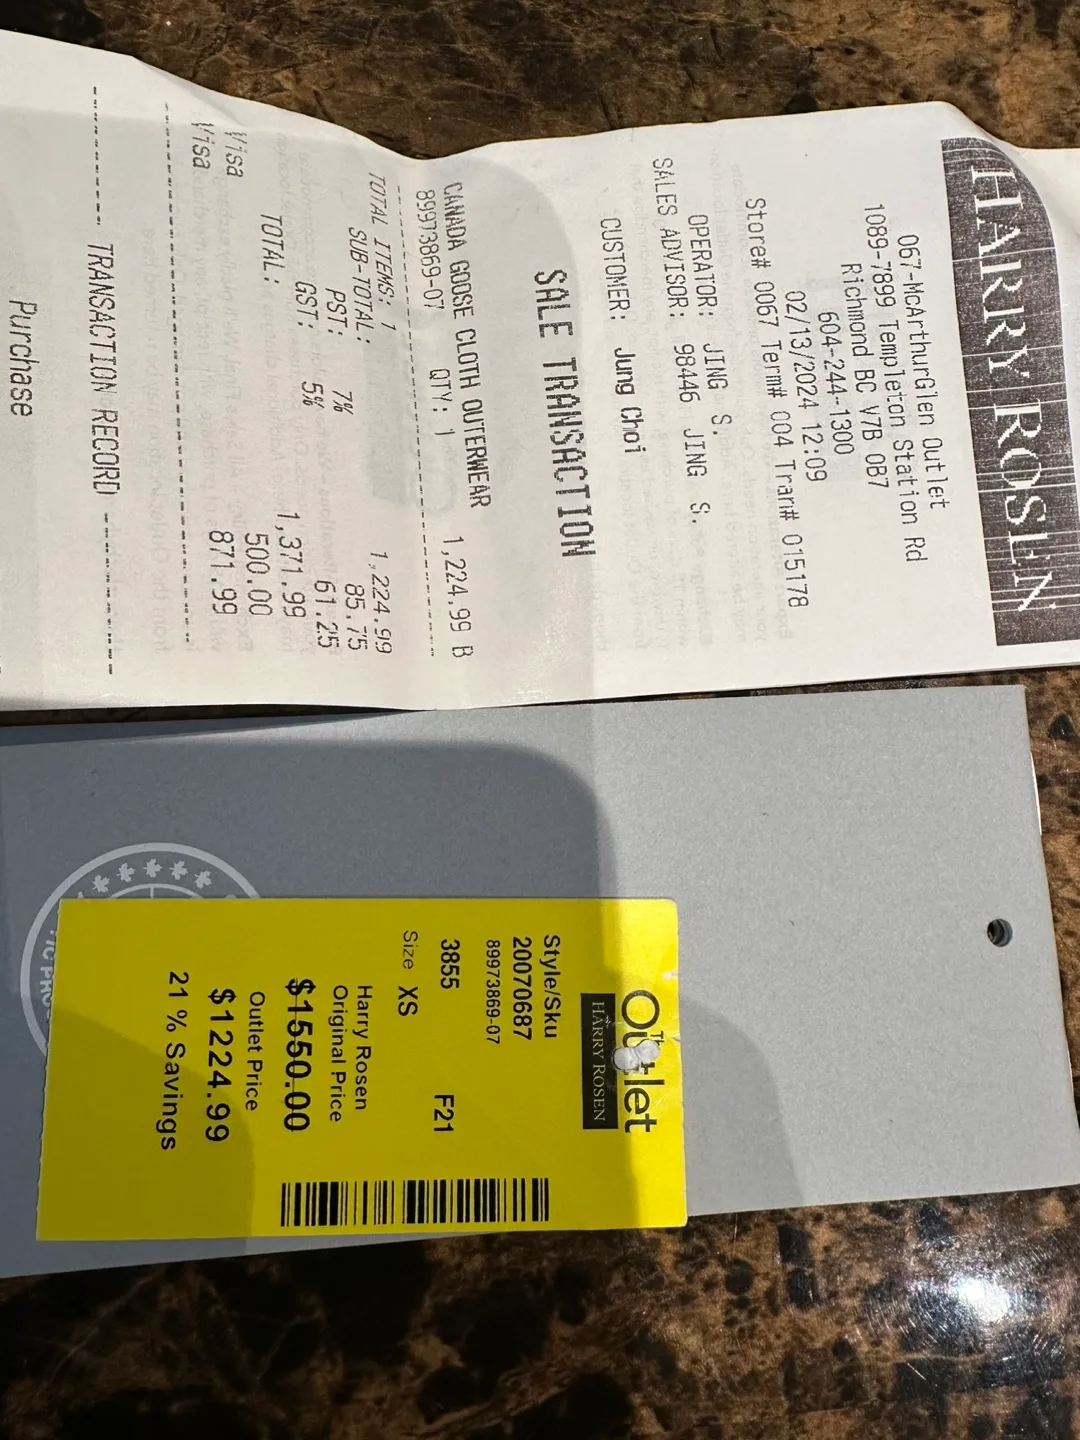 HARRY ROSEN
067-McArthurGlen Outlet
1089-7899 Templeton Station Rd
Richmond BC V7B 0B7
604-244-1300
02/13/2024 12:09
Store# 0067 Term# 004 Tran# 015178
OPERATOR: JING S.
SALES ADVISOR: 98446 JING S.
CUSTOMER: Jung Choi
SALE TRANSACTION
CANADA GOOSE CLOTH OUTERWEAR
89973869-07 QTY: 1 1,224.99 B
TOTAL ITEMS: 1
SUB-TOTAL: 1,224.99
PST: 7% 85.75
GST: 5% 61.25
TOTAL: 1,371.99
Visa 500.00
Visa 871.99
TRANSACTION RECORD
Purchase
Outlet
HARRY ROSEN
Style/Sku
20070687
89973869-07
3855 F21
Size XS
Harry Rosen
Original Price
$1550.00
Outlet Price
$1224.99
21 % Savings